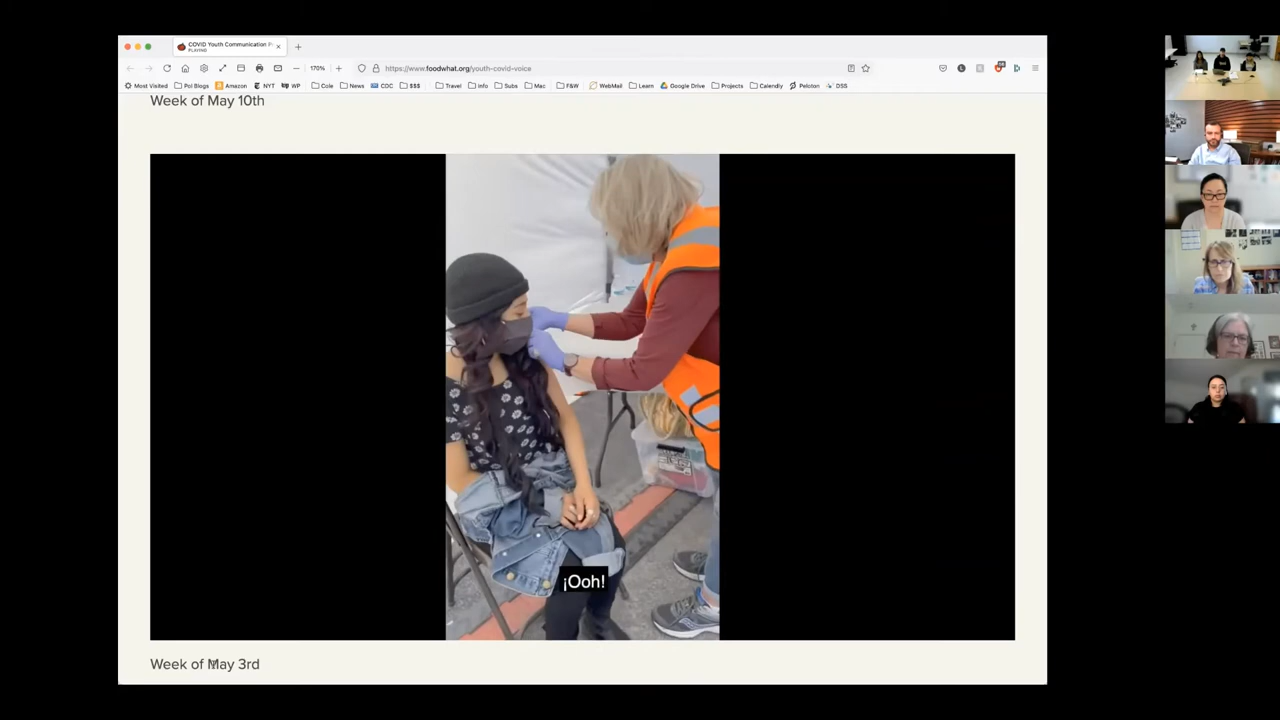 COVID Youth Communication P
PLAYING
170%
https://www.foodwhat.org/youth-covid-voice
Most Visited
Pol Blogs
Amazon
NYT
WP
Cole
News
CDC
$$$
Travel
Info
Subs
Mac
F&W
WebMail
Learn
Google Drive
Projects
Calendly
Peloton
DSS
Week of May 10th
¡Ooh!
Week of May 3rd